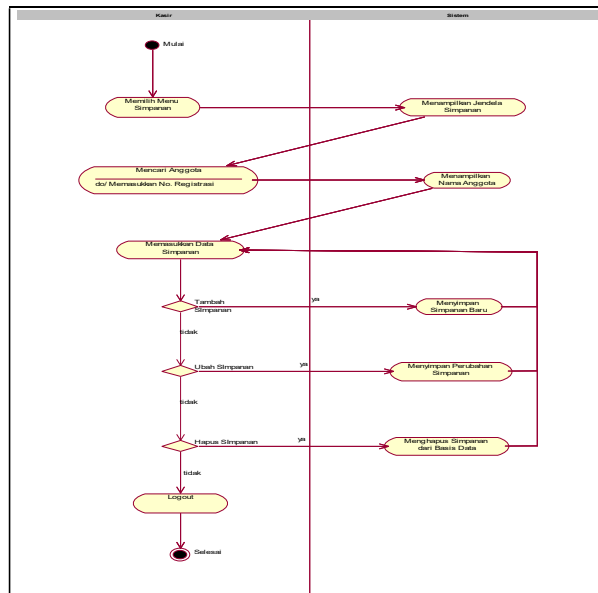 Kasir
Sistem
Mulai
Memilih Menu
Simpanan
Menampilkan Jendela
Simpanan
Mencari Anggota
do/ Memasukkan No. Registrasi
Menampilkan
Nama Anggota
Memasukkan Data
Simpanan
Tambah
Simpanan
ya
Menyimpan
Simpanan Baru
tidak
Ubah Simpanan
ya
Menyimpan Perubahan
Simpanan
tidak
Hapus Simpanan
ya
Menghapus Simpanan
dari Basis Data
tidak
Logout
Selesai